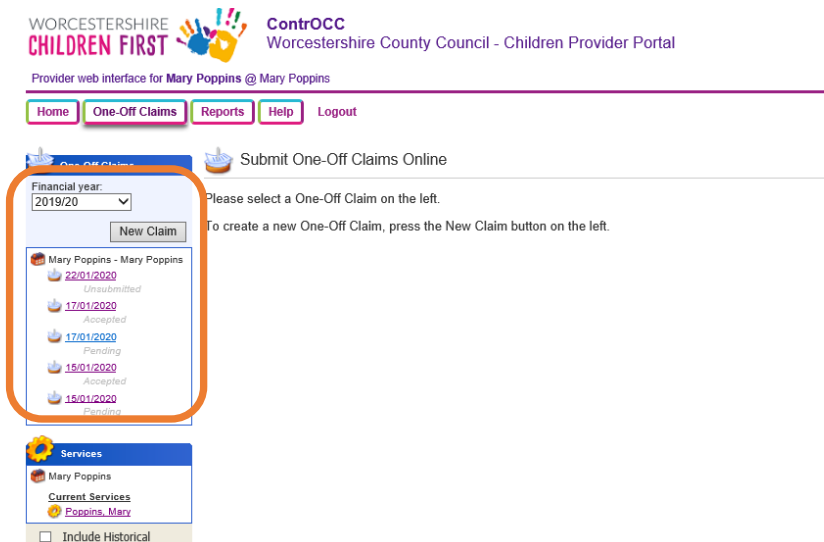 WORCESTERSHIRE
CHILDREN FIRST
ContrOCC
Worcestershire County Council - Children Provider Portal
Provider web interface for Mary Poppins @ Mary Poppins
Home One-Off Claims Reports Help Logout
One-Off Claims
Submit One-Off Claims Online
Financial year:
2019/20
Please select a One-Off Claim on the left.
New Claim
To create a new One-Off Claim, press the New Claim button on the left.
Mary Poppins - Mary Poppins
22/01/2020
Unsubmitted
17/01/2020
Accepted
17/01/2020
Pending
15/01/2020
Accepted
15/01/2020
Pending
Services
Mary Poppins
Current Services
Poppins, Mary
Include Historical